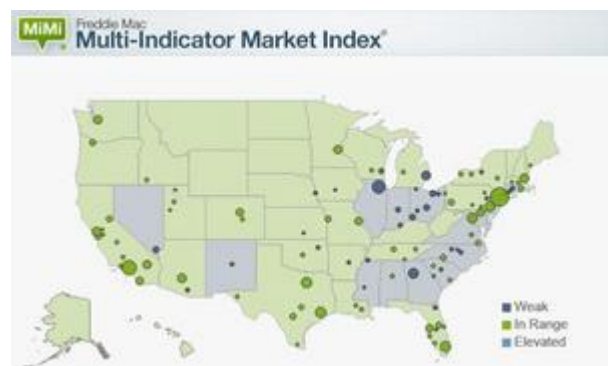 MiMi
Freddie Mac
Multi-Indicator Market Index®
Weak
In Range
Elevated